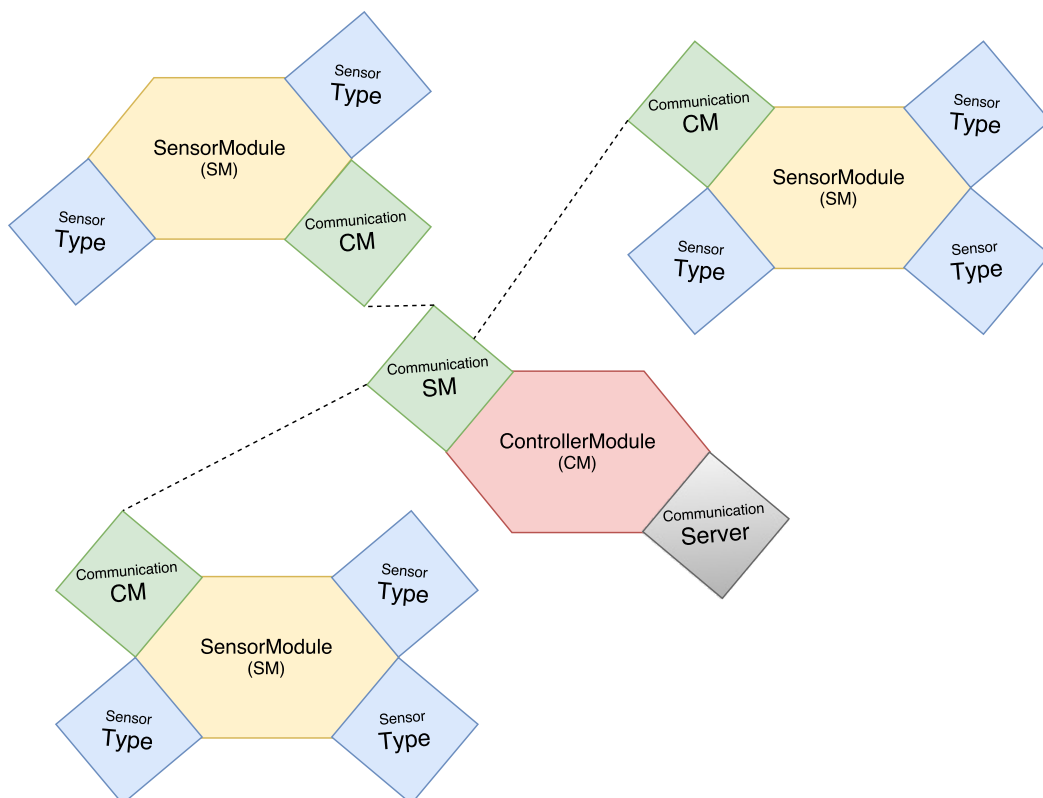 Sensor
Type
SensorModule
(SM)
Sensor
Type
Communication
CM
Communication
CM
Sensor
Type
SensorModule
(SM)
Sensor
Type
Sensor
Type
Communication
SM
ControllerModule
(CM)
Communication
Server
Communication
CM
Sensor
Type
SensorModule
(SM)
Sensor
Type
Sensor
Type